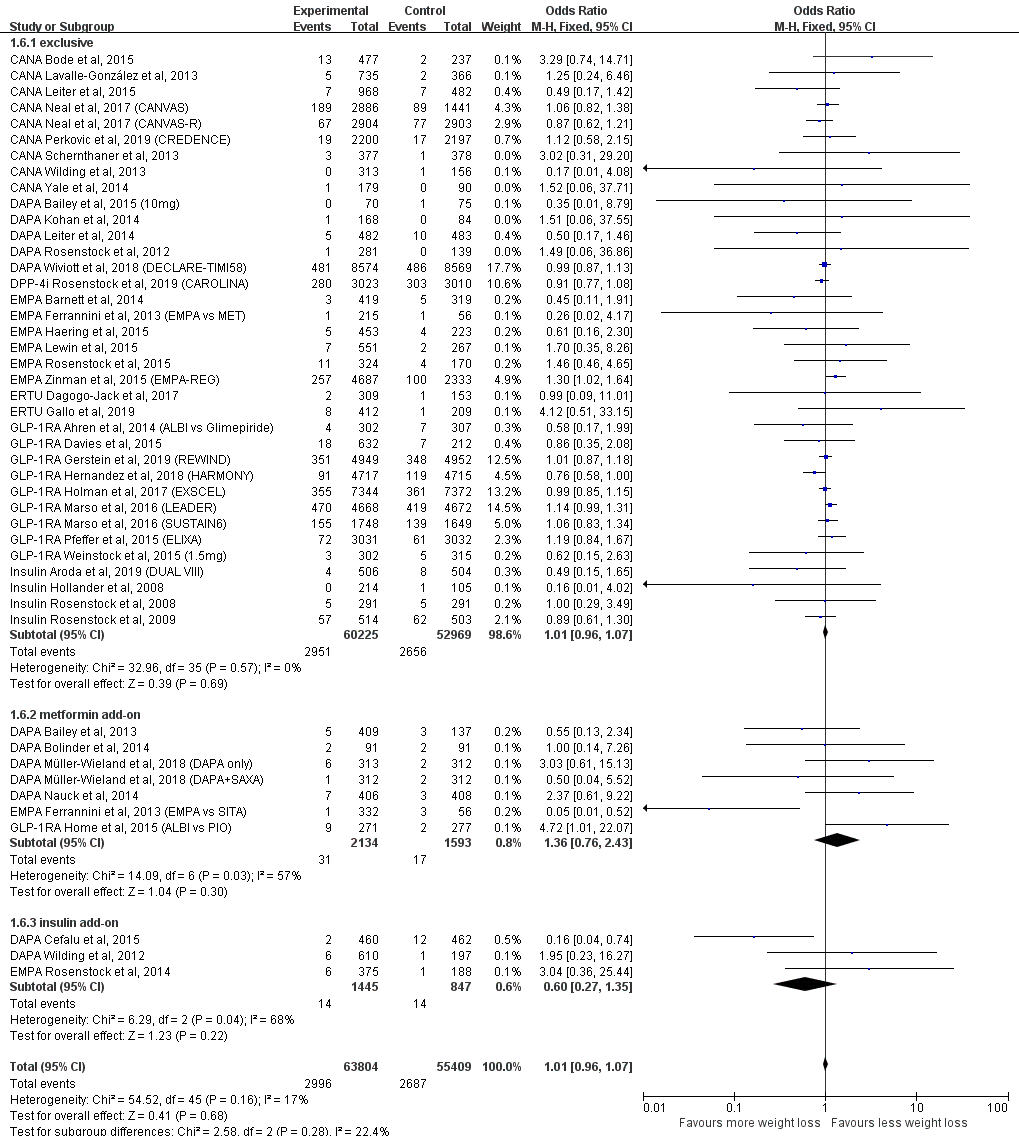 Experimental Control Odds Ratio Odds Ratio
Study or Subgroup Events Total Events Total Weight M-H, Fixed, 95% CI M-H, Fixed, 95% CI
1.6.1 exclusive
CANA Bode et al, 2015 13 477 2 237 0.1% 3.29 [0.74, 14.71]
CANA Lavalle-González et al, 2013 5 735 2 366 0.1% 1.25 [0.24, 6.46]
CANA Leiter et al, 2015 7 968 7 482 0.4% 0.49 [0.17, 1.42]
CANA Neal et al, 2017 (CANVAS) 189 2886 89 1441 4.3% 1.06 [0.82, 1.38]
CANA Neal et al, 2017 (CANVAS-R) 67 2904 77 2903 2.9% 0.87 [0.62, 1.21]
CANA Perkovic et al, 2019 (CREDENCE) 19 2200 17 2197 0.7% 1.12 [0.58, 2.15]
CANA Schernthaner et al, 2013 3 377 1 378 0.0% 3.02 [0.31, 29.20]
CANA Wilding et al, 2013 0 313 1 156 0.1% 0.17 [0.01, 4.08]
CANA Yale et al, 2014 1 179 0 90 0.0% 1.52 [0.06, 37.71]
DAPA Bailey et al, 2015 (10mg) 0 70 1 75 0.1% 0.35 [0.01, 8.79]
DAPA Kohan et al, 2014 1 168 0 84 0.0% 1.51 [0.06, 37.55]
DAPA Leiter et al, 2014 5 482 10 483 0.4% 0.50 [0.17, 1.46]
DAPA Rosenstock et al, 2012 1 281 0 139 0.0% 1.49 [0.06, 36.86]
DAPA Wiviott et al, 2018 (DECLARE-TIMI58) 481 8574 486 8569 17.7% 0.99 [0.87, 1.13]
DPP-4i Rosenstock et al, 2019 (CAROLINA) 280 3023 303 3010 10.6% 0.91 [0.77, 1.08]
EMPA Barnett et al, 2014 3 419 5 319 0.2% 0.45 [0.11, 1.91]
EMPA Ferrannini et al, 2013 (EMPA vs MET) 1 215 1 56 0.1% 0.26 [0.02, 4.17]
EMPA Haering et al, 2015 5 453 4 223 0.2% 0.61 [0.16, 2.30]
EMPA Lewin et al, 2015 7 551 2 267 0.1% 1.70 [0.35, 8.26]
EMPA Rosenstock et al, 2015 11 324 4 170 0.2% 1.46 [0.46, 4.65]
EMPA Zinman et al, 2015 (EMPA-REG) 257 4687 100 2333 4.9% 1.30 [1.02, 1.64]
ERTU Dagogo-Jack et al, 2017 2 309 1 153 0.1% 0.99 [0.09, 11.01]
ERTU Gallo et al, 2019 8 412 1 209 0.0% 4.12 [0.51, 33.15]
GLP-1RA Ahren et al, 2014 (ALBI vs Glimepiride) 4 302 7 307 0.3% 0.58 [0.17, 1.99]
GLP-1RA Davies et al, 2015 18 632 7 212 0.4% 0.86 [0.35, 2.08]
GLP-1RA Gerstein et al, 2019 (REWIND) 351 4949 348 4952 12.5% 1.01 [0.87, 1.18]
GLP-1RA Hernandez et al, 2018 (HARMONY) 91 4717 119 4715 4.5% 0.76 [0.58, 1.00]
GLP-1RA Holman et al, 2017 (EXSCEL) 355 7344 361 7372 13.2% 0.99 [0.85, 1.15]
GLP-1RA Marso et al, 2016 (LEADER) 470 4668 419 4672 14.5% 1.14 [0.99, 1.31]
GLP-1RA Marso et al, 2016 (SUSTAIN6) 155 1748 139 1649 5.0% 1.06 [0.83, 1.34]
GLP-1RA Pfeffer et al, 2015 (ELIXA) 72 3031 61 3032 2.3% 1.19 [0.84, 1.67]
GLP-1RA Weinstock et al, 2015 (1.5mg) 3 302 5 315 0.2% 0.62 [0.15, 2.63]
Insulin Aroda et al, 2019 (DUAL VIII) 4 506 8 504 0.3% 0.49 [0.15, 1.65]
Insulin Hollander et al, 2008 0 214 1 105 0.1% 0.16 [0.01, 4.02]
Insulin Rosenstock et al, 2008 5 291 5 291 0.2% 1.00 [0.29, 3.49]
Insulin Rosenstock et al, 2009 57 514 62 503 2.1% 0.89 [0.61, 1.30]
Subtotal (95% CI) 60225 52969 98.6% 1.01 [0.96, 1.07]
Total events 2951 2656
Heterogeneity: Chi² = 32.96, df = 35 (P = 0.57); I² = 0%
Test for overall effect: Z = 0.39 (P = 0.69)
1.6.2 metformin add-on
DAPA Bailey et al, 2013 5 409 3 137 0.2% 0.55 [0.13, 2.34]
DAPA Bolinder et al, 2014 2 91 2 91 0.1% 1.00 [0.14, 7.26]
DAPA Müller-Wieland et al, 2018 (DAPA only) 6 313 2 312 0.1% 3.03 [0.61, 15.13]
DAPA Müller-Wieland et al, 2018 (DAPA+SAXA) 1 312 2 312 0.1% 0.50 [0.04, 5.52]
DAPA Nauck et al, 2014 7 406 3 408 0.1% 2.37 [0.61, 9.22]
EMPA Ferrannini et al, 2013 (EMPA vs SITA) 1 332 3 56 0.2% 0.05 [0.01, 0.52]
GLP-1RA Home et al, 2015 (ALBI vs PIO) 9 271 2 277 0.1% 4.72 [1.01, 22.07]
Subtotal (95% CI) 2134 1593 0.8% 1.36 [0.76, 2.43]
Total events 31 17
Heterogeneity: Chi² = 14.09, df = 6 (P = 0.03); I² = 57%
Test for overall effect: Z = 1.04 (P = 0.30)
1.6.3 insulin add-on
DAPA Cefalu et al, 2015 2 460 12 462 0.5% 0.16 [0.04, 0.74]
DAPA Wilding et al, 2012 6 610 1 197 0.1% 1.95 [0.23, 16.27]
EMPA Rosenstock et al, 2014 6 375 1 188 0.1% 3.04 [0.36, 25.44]
Subtotal (95% CI) 1445 847 0.6% 0.60 [0.27, 1.35]
Total events 14 14
Heterogeneity: Chi² = 6.29, df = 2 (P = 0.04); I² = 68%
Test for overall effect: Z = 1.23 (P = 0.22)
Total (95% CI) 63804 55409 100.0% 1.01 [0.96, 1.07]
Total events 2996 2687
Heterogeneity: Chi² = 54.52, df = 45 (P = 0.16); I² = 17%
Test for overall effect: Z = 0.41 (P = 0.68)
Test for subgroup differences: Chi² = 2.58, df = 2 (P = 0.28), I² = 22.4%
0.01 0.1 1 10 100
Favours more weight loss Favours less weight loss